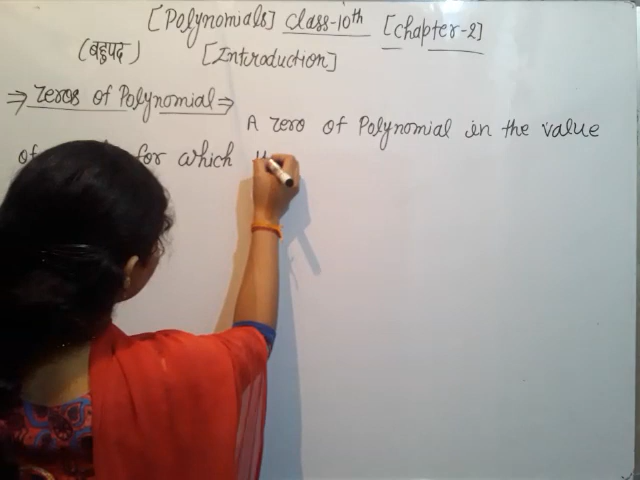 [Polynomials] Class-10th [Chapter-2]
(बहुपद) [Introduction]
⇒ Zeros of Polynomial ⇒
A zero of Polynomial in the value
of for which